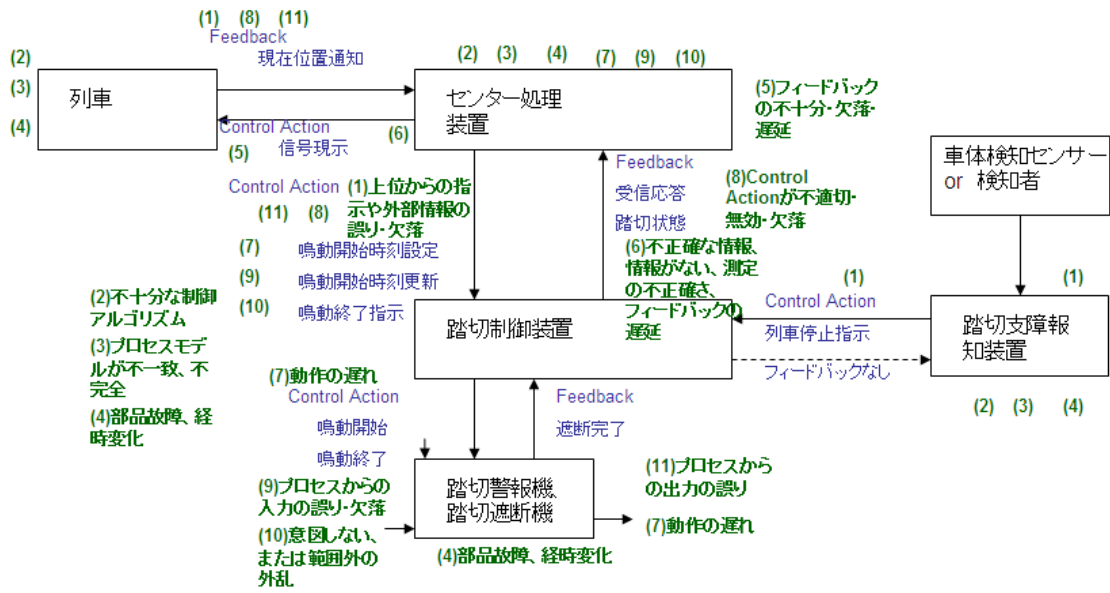 (1) (8) (11)
Feedback
現在位置通知
(2)
(3)
(4)
列車
(2) (3) (4) (7) (9) (10)
センター処理
装置
(6)
Control Action
信号現示
(5)
(5)フィードバック
の不十分・欠落・
遅延
車体検知センサー
or 検知者
Control Action
(11) (8)
(1)上位からの指
示や外部情報の
誤り・欠落
(7) 鳴動開始時刻設定
(9) 鳴動開始時刻更新
(10) 鳴動終了指示
Feedback
受信応答
踏切状態
(8)Control
Actionが不適切・
無効・欠落
(6)不正確な情報、
情報がない、測定
の不正確さ、
フィードバックの
遅延
(2)不十分な制御
アルゴリズム
(3)プロセスモデ
ルが不一致、不
完全
(4)部品故障、経
時変化
踏切制御装置
(1)
Control Action
列車停止指示
フィードバックなし
(1)
踏切支障報
知装置
(2) (3) (4)
(7)動作の遅れ
Control Action
鳴動開始
鳴動終了
Feedback
遮断完了
踏切警報機、
踏切遮断機
(9)プロセスからの
入力の誤り・欠落
(10)意図しない、
または範囲外の
外乱
(11)プロセスから
の出力の誤り
(7)動作の遅れ
(4)部品故障、経時変化